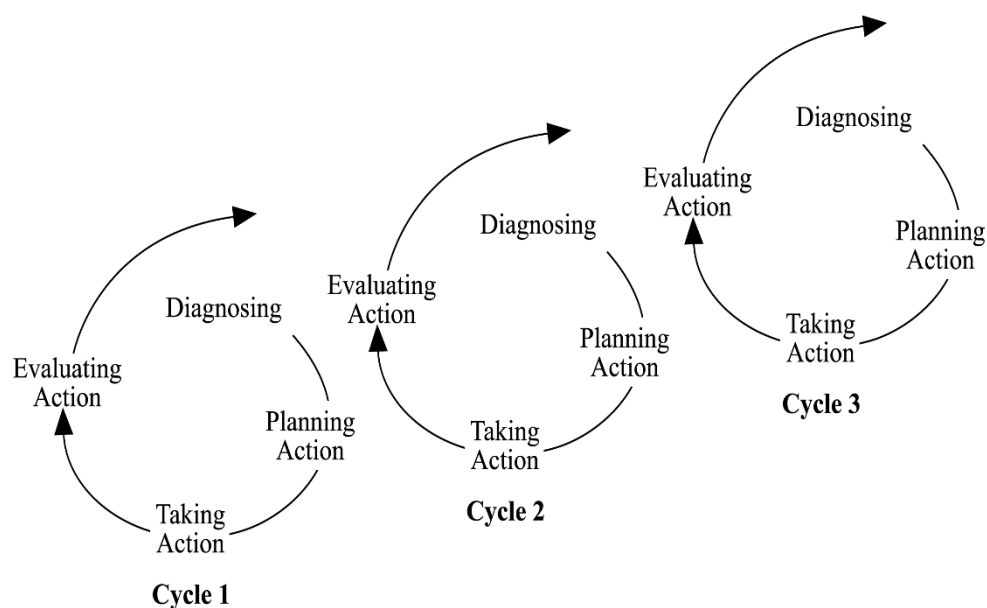 Diagnosing
Planning
Action
Taking
Action
Evaluating
Action
Cycle 1
Diagnosing
Planning
Action
Taking
Action
Evaluating
Action
Cycle 2
Diagnosing
Planning
Action
Taking
Action
Evaluating
Action
Cycle 3